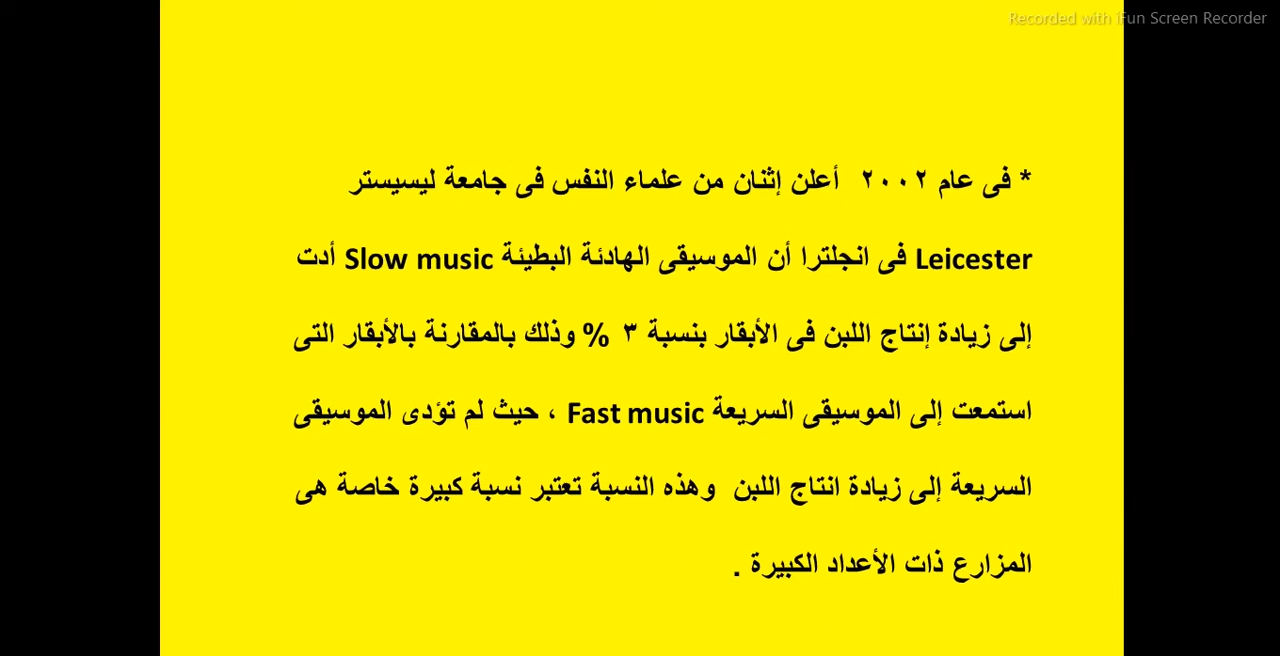 Recorded with iFun Screen Recorder
* فى عام ٢٠٠٢ أعلن إثنان من علماء النفس فى جامعة ليسيستر
Leicester فى انجلترا أن الموسيقى الهادئة البطيئة Slow music أدت
إلى زيادة إنتاج اللبن فى الأبقار بنسبة ٣ % وذلك بالمقارنة بالأبقار التى
استمعت إلى الموسيقى السريعة Fast music ، حيث لم تؤدى الموسيقى
السريعة إلى زيادة انتاج اللبن وهذه النسبة تعتبر نسبة كبيرة خاصة هى
المزارع ذات الأعداد الكبيرة .